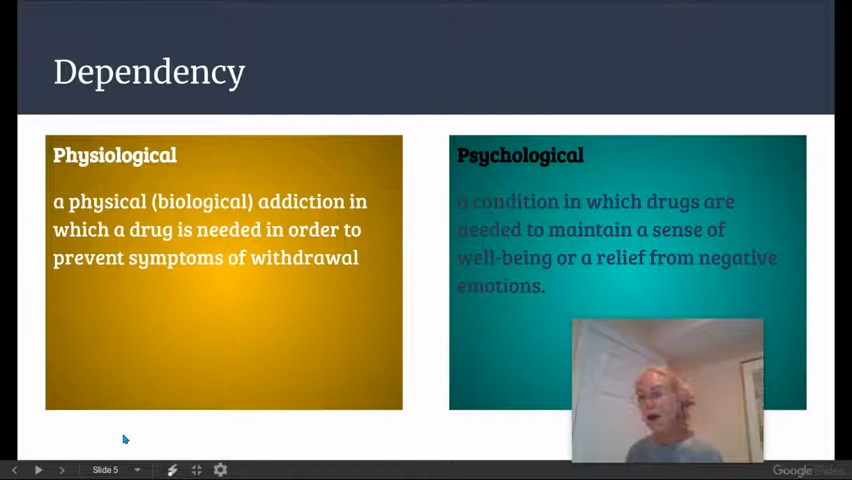 Dependency
Physiological
a physical (biological) addiction in
which a drug is needed in order to
prevent symptoms of withdrawal
Psychological
a condition in which drugs are
needed to maintain a sense of
well-being or a relief from negative
emotions.
Slide 5
Google Slides